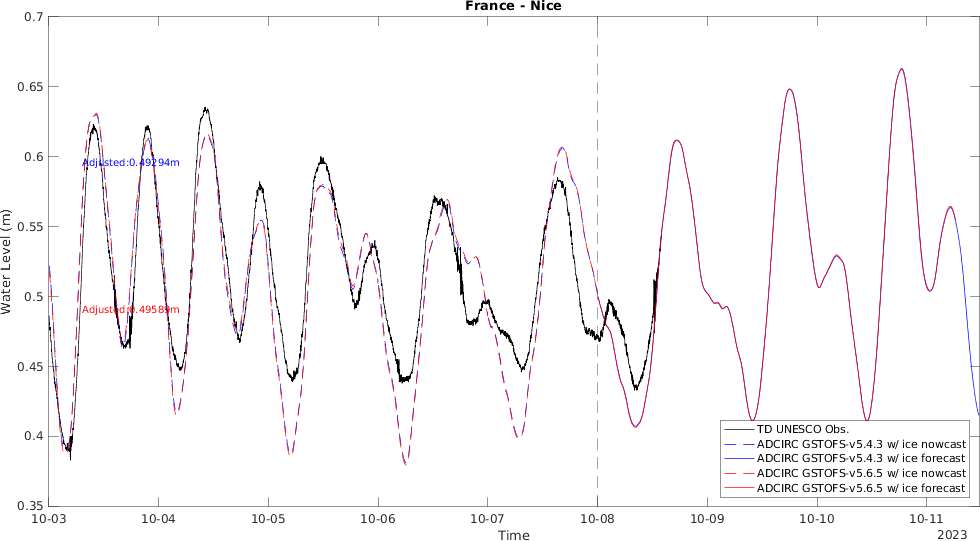 France - Nice
0.7
0.65
0.6
0.55
0.5
0.45
0.4
0.35
Water Level (m)
Adjusted:0.49294m
Adjusted:0.49589m
TD UNESCO Obs.
ADCIRC GSTOFS-v5.4.3 w/ ice nowcast
ADCIRC GSTOFS-v5.4.3 w/ ice forecast
ADCIRC GSTOFS-v5.6.5 w/ ice nowcast
ADCIRC GSTOFS-v5.6.5 w/ ice forecast
10-03 10-04 10-05 10-06 10-07 10-08 10-09 10-10 10-11
Time
2023